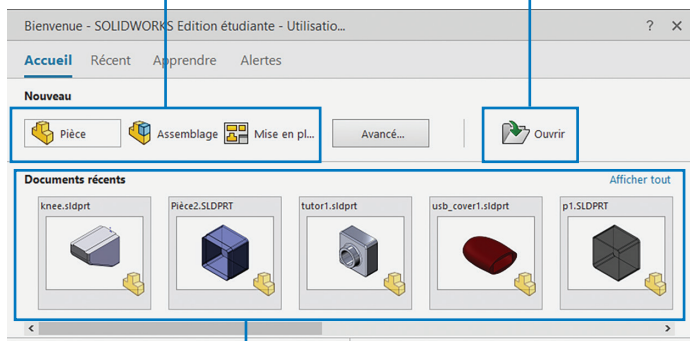 Bienvenue - SOLIDWORKS Edition étudiante - Utilisatio... ?
Accueil Récent Apprendre Alertes
Nouveau
Pièce Assemblage Mise en pl... Avancé... Ouvrir
Documents récents Afficher tout
knee.sldprt Pièce2.SLDPRT tutor1.sldprt usb_cover1.sldprt p1.SLDPRT